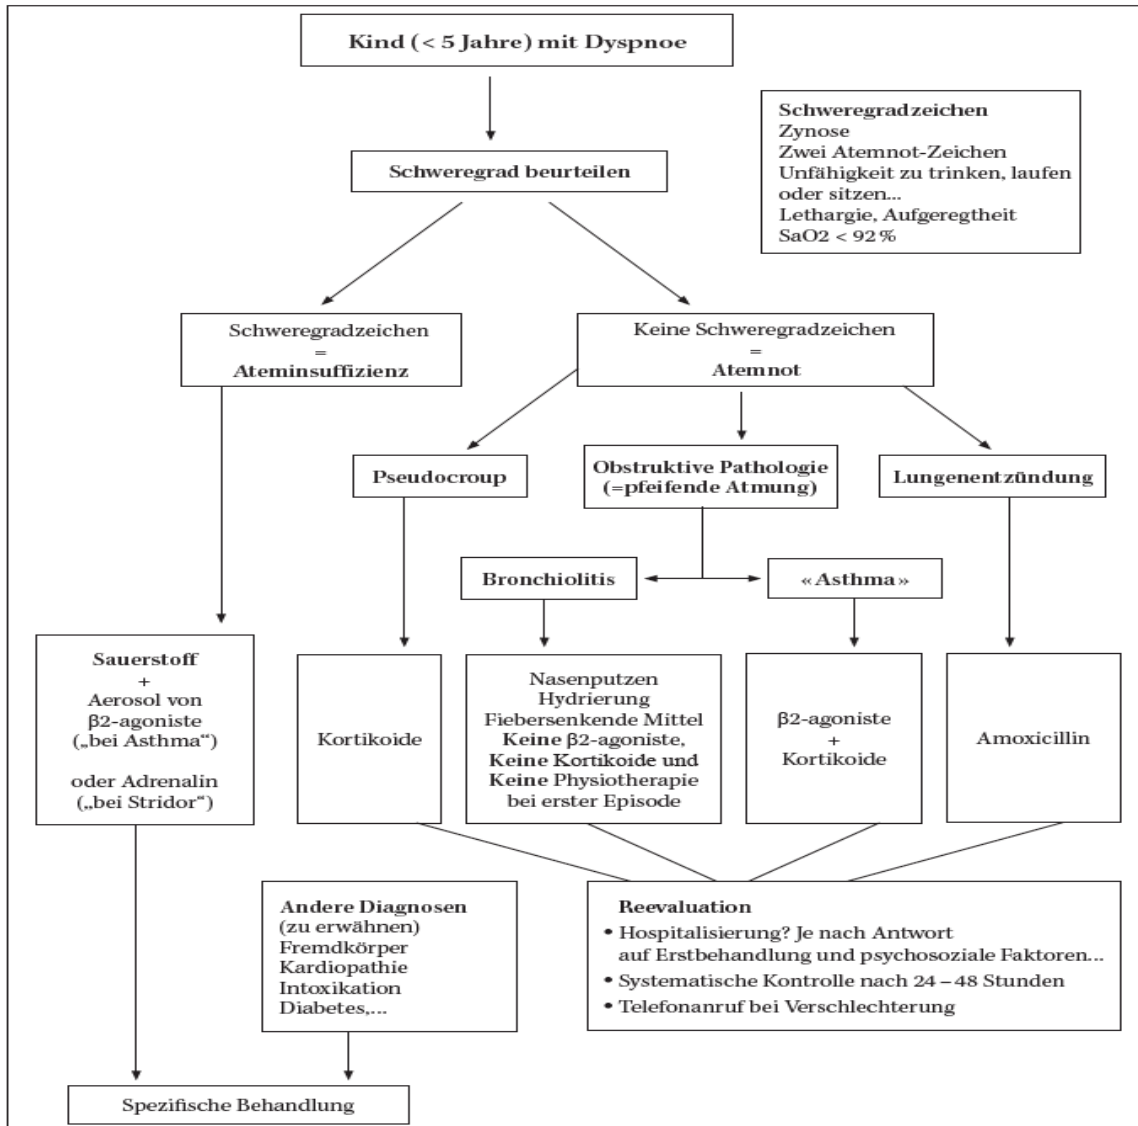 Kind (< 5 Jahre) mit Dyspnoe
Schweregradzeichen
Zynose
Zwei Atemnot-Zeichen
Unfähigkeit zu trinken, laufen
oder sitzen...
Lethargie, Aufgeregtheit
SaO2 < 92 %
Schweregrad beurteilen
Schweregradzeichen
=
Ateminsuffizienz
Keine Schweregradzeichen
=
Atemnot
Pseudocroup
Obstruktive Pathologie
(=pfeifende Atmung)
Lungenentzündung
Bronchiolitis
«Asthma»
Sauerstoff
+
Aerosol von
β2-agoniste
(„bei Asthma“)
oder Adrenalin
(„bei Stridor“)
Kortikoide
Nasenputzen
Hydrierung
Fiebersenkende Mittel
Keine β2-agoniste,
Keine Kortikoide und
Keine Physiotherapie
bei erster Episode
β2-agoniste
+
Kortikoide
Amoxicillin
Andere Diagnosen
(zu erwähnen)
Fremdkörper
Kardiopathie
Intoxikation
Diabetes,...
Reevaluation
• Hospitalisierung? Je nach Antwort
auf Erstbehandlung und psychosoziale Faktoren...
• Systematische Kontrolle nach 24 – 48 Stunden
• Telefonanruf bei Verschlechterung
Spezifische Behandlung